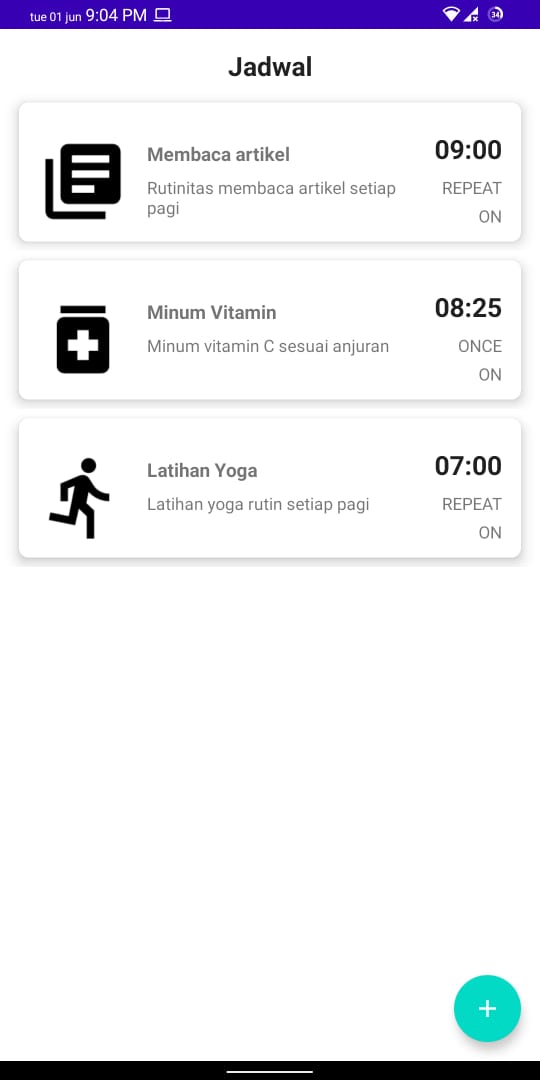 tue 01 jun 9:04 PM 34
Jadwal
Membaca artikel
09:00
Rutinitas membaca artikel setiap
pagi
REPEAT
ON
Minum Vitamin
08:25
Minum vitamin C sesuai anjuran
ONCE
ON
Latihan Yoga
07:00
Latihan yoga rutin setiap pagi
REPEAT
ON